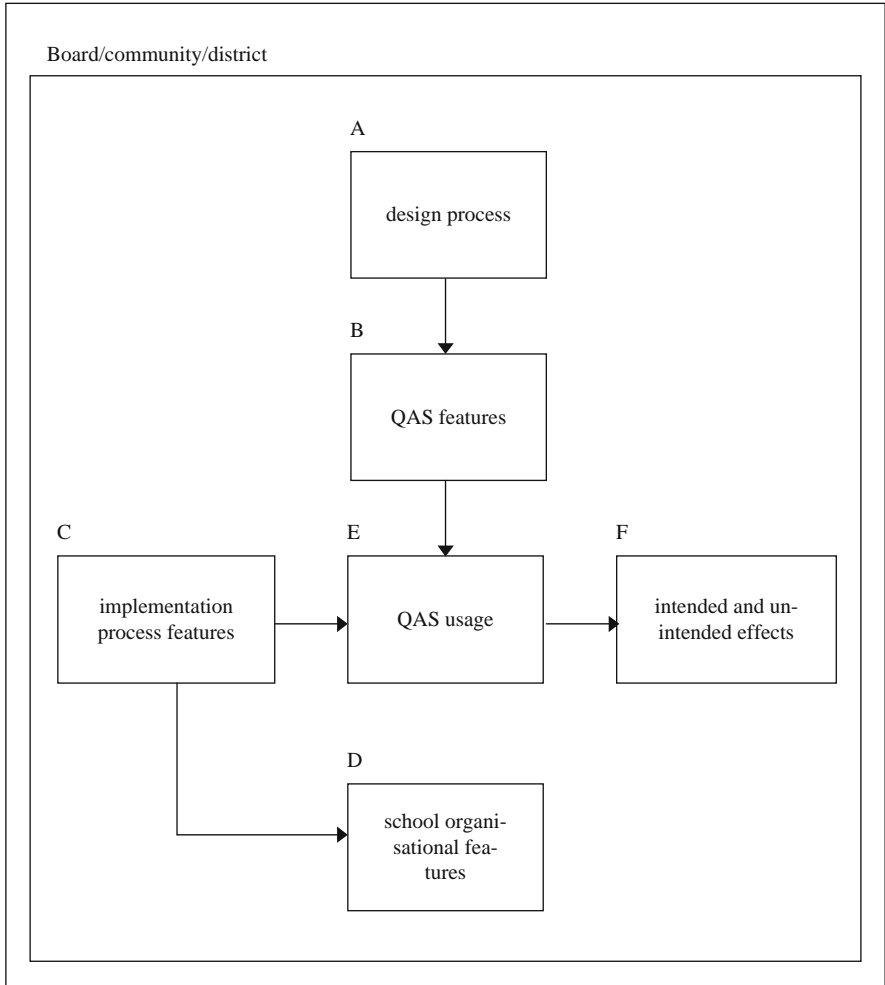 Board/community/district
A
design process
B
QAS features
C
implementation
process features
E
QAS usage
F
intended and un-
intended effects
D
school organi-
sational fea-
tures